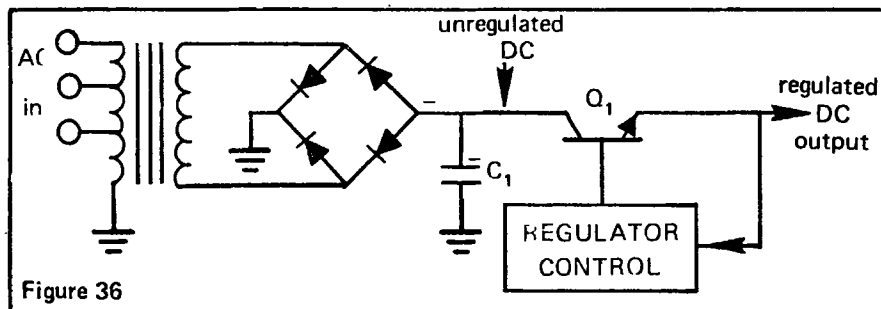 unregulated
DC
AC
in
–
Q1
regulated
DC
output
–
C1
REGULATOR
CONTROL
Figure 36